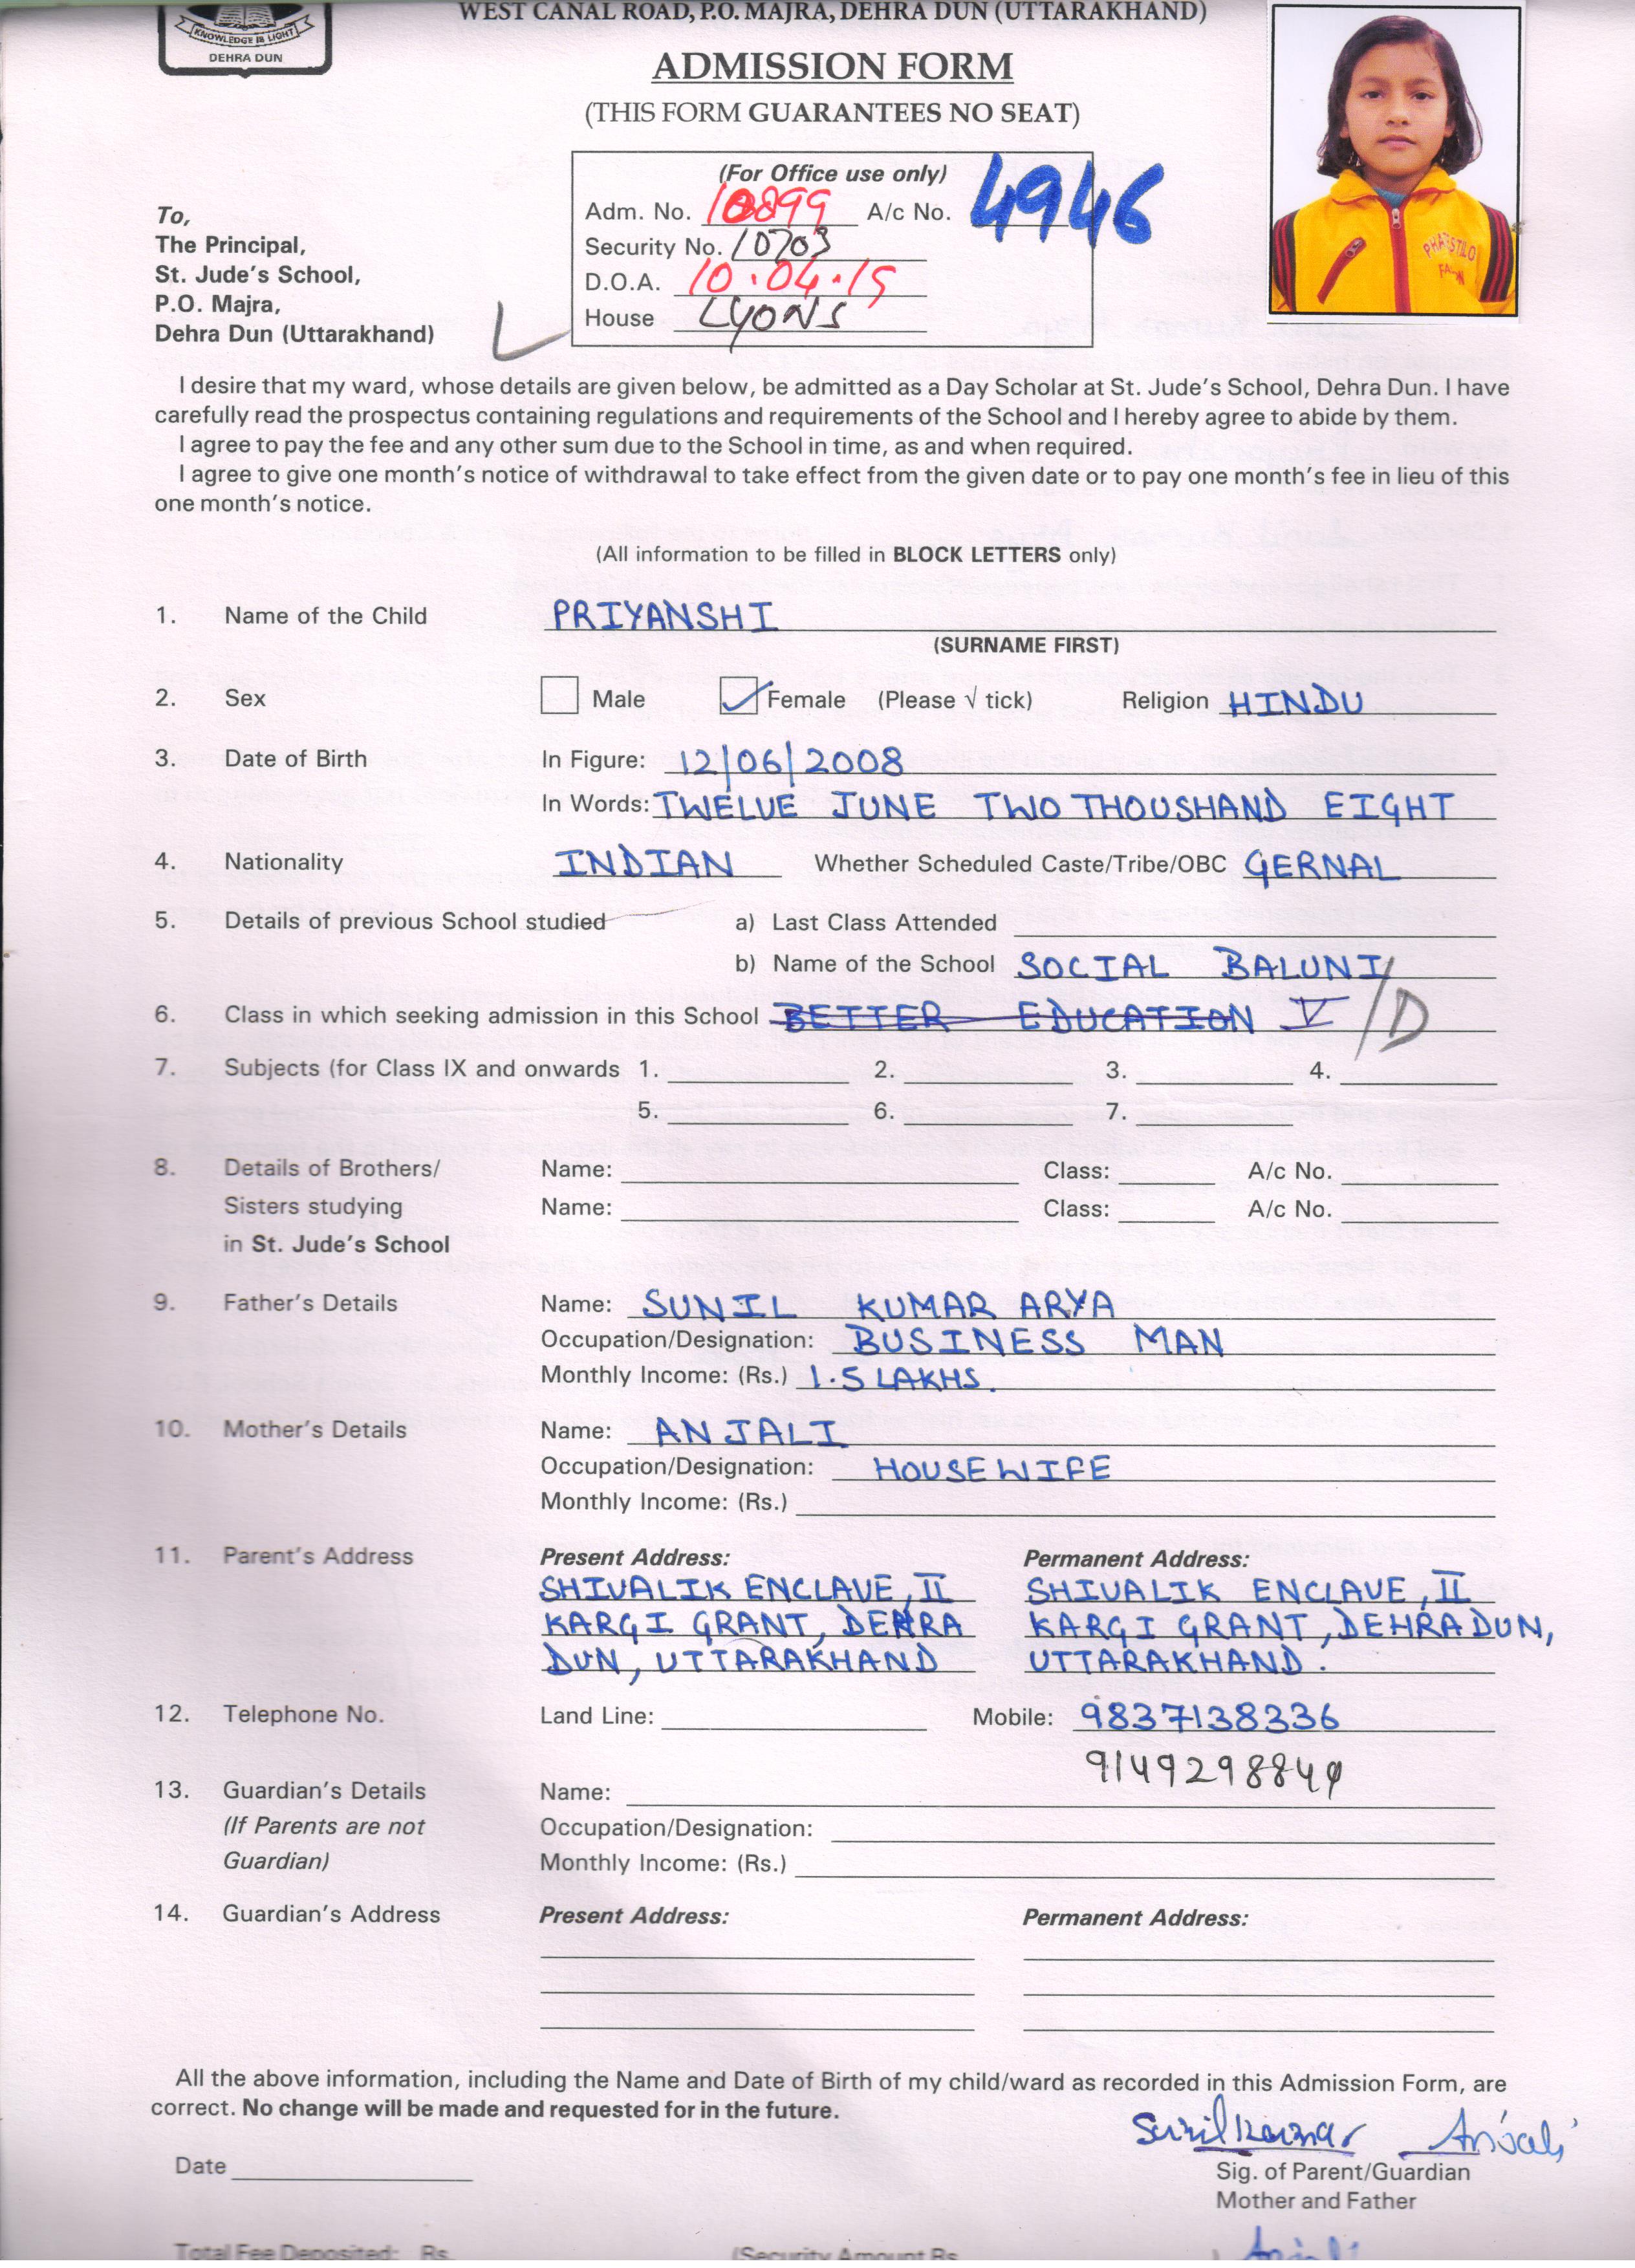 WEST CANAL ROAD, P.O. MAJRA, DEHRA DUN (UTTARAKHAND)
KNOWLEDGE IS LIGHT
DEHRA DUN
ADMISSION FORM
(THIS FORM GUARANTEES NO SEAT)
(For Office use only)
Adm. No. 10899 A/c No. 4946
Security No. 10703
D.O.A. 10.04.19
House LYONS
To,
The Principal,
St. Jude's School,
P.O. Majra,
Dehra Dun (Uttarakhand)
I desire that my ward, whose details are given below, be admitted as a Day Scholar at St. Jude's School, Dehra Dun. I have
carefully read the prospectus containing regulations and requirements of the School and I hereby agree to abide by them.
I agree to pay the fee and any other sum due to the School in time, as and when required.
I agree to give one month's notice of withdrawal to take effect from the given date or to pay one month's fee in lieu of this
one month's notice.
(All information to be filled in BLOCK LETTERS only)
1. Name of the Child PRIYANSHI
(SURNAME FIRST)
2. Sex Male Female (Please √ tick) Religion HINDU
3. Date of Birth In Figure: 12/06/2008
In Words: TWELVE JUNE TWO THOUSHAND EIGHT
4. Nationality INDIAN Whether Scheduled Caste/Tribe/OBC GERNAL
5. Details of previous School studied a) Last Class Attended
b) Name of the School SOCIAL BALUNI
6. Class in which seeking admission in this School BETTER EDUCATION V/D
7. Subjects (for Class IX and onwards 1. 2. 3. 4.
5. 6. 7.
8. Details of Brothers/ Name: Class: A/c No.
Sisters studying Name: Class: A/c No.
in St. Jude's School
9. Father's Details Name: SUNIL KUMAR ARYA
Occupation/Designation: BUSINESS MAN
Monthly Income: (Rs.) 1.5 LAKHS.
10. Mother's Details Name: ANJALI
Occupation/Designation: HOUSE WIFE
Monthly Income: (Rs.)
11. Parent's Address Present Address: Permanent Address:
SHIVALIK ENCLAVE, II SHIVALIK ENCLAVE, II
KARGI GRANT, DEHRA KARGI GRANT, DEHRADUN,
DUN, UTTARAKHAND UTTARAKHAND.
12. Telephone No. Land Line: Mobile: 9837138336
13. Guardian's Details Name:
(If Parents are not Occupation/Designation:
Guardian) Monthly Income: (Rs.)
14. Guardian's Address Present Address: Permanent Address:
All the above information, including the Name and Date of Birth of my child/ward as recorded in this Admission Form, are
correct. No change will be made and requested for in the future.
Sunil Kumar Anjali
Date
Sig. of Parent/Guardian
Mother and Father
Total Fee Deposited: Rs. (Security Amount Rs. Anjali